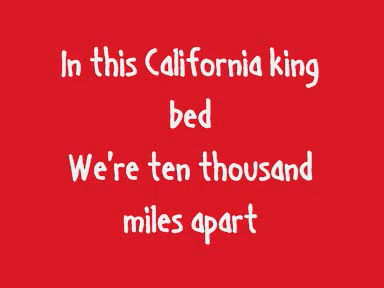 In this California king
bed
We're ten thousand
miles apart